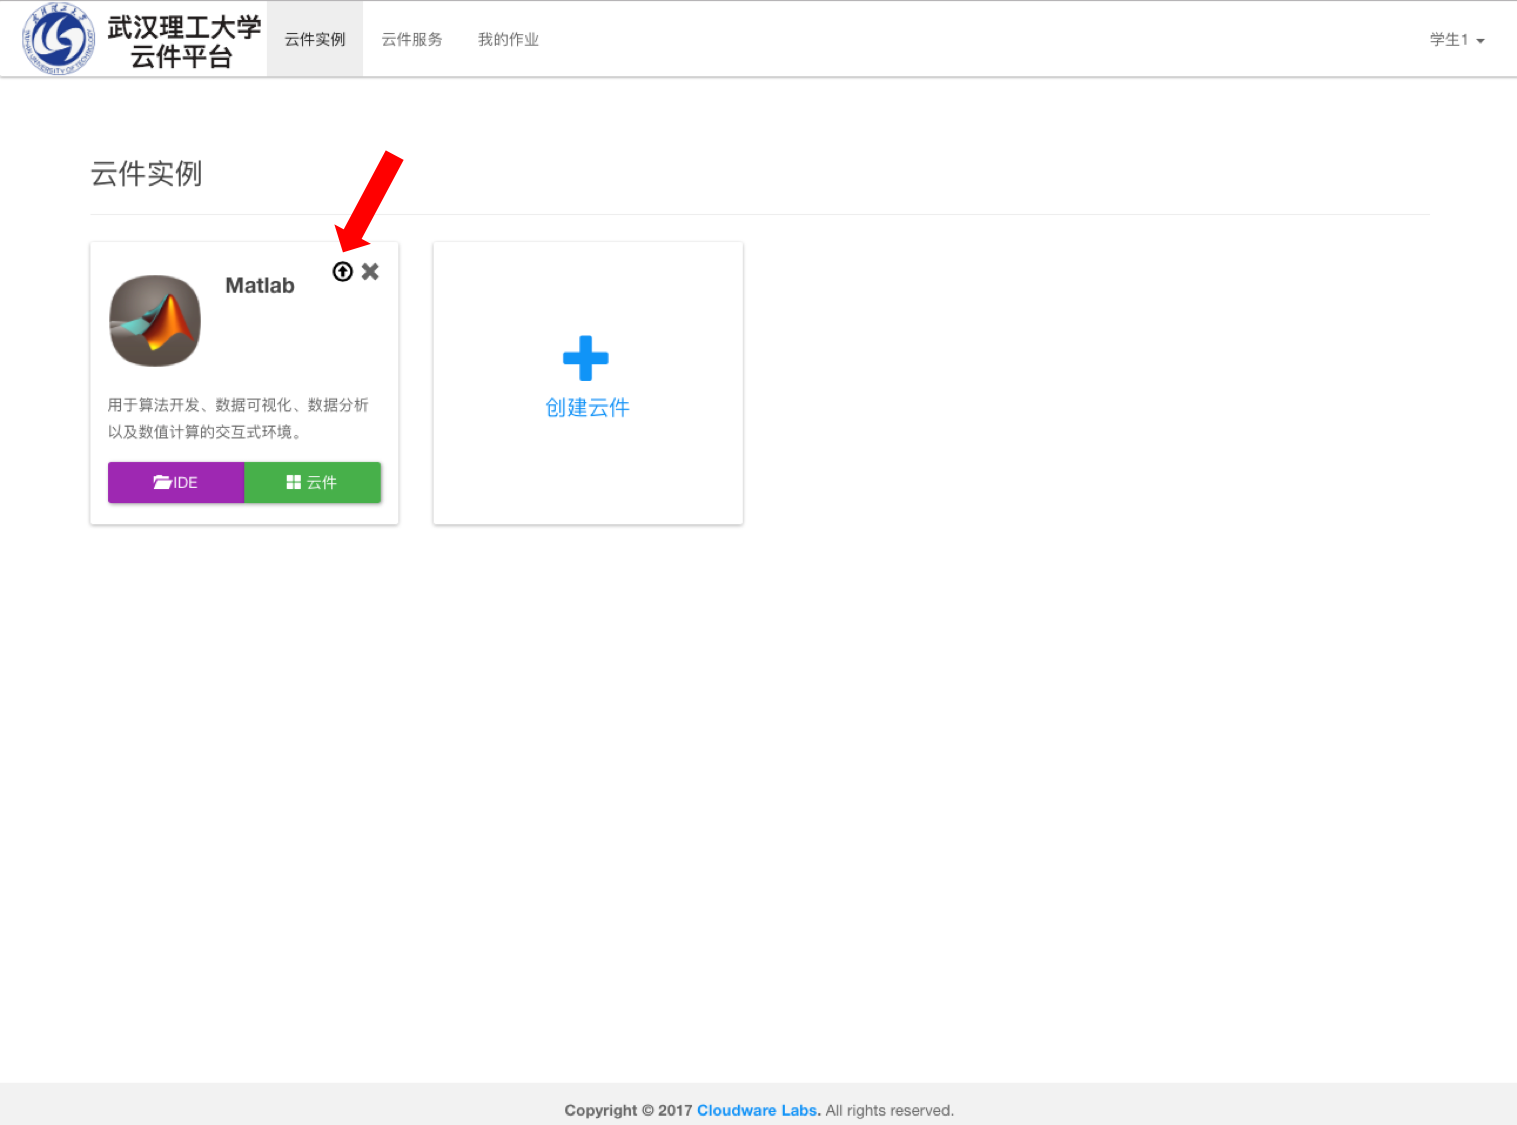 武汉理工大学
云件平台
云件实例
云件服务
我的作业
学生1
云件实例
Matlab
用于算法开发、数据可视化、数据分析
以及数值计算的交互式环境。
IDE
云件
创建云件
Copyright © 2017 Cloudware Labs. All rights reserved.